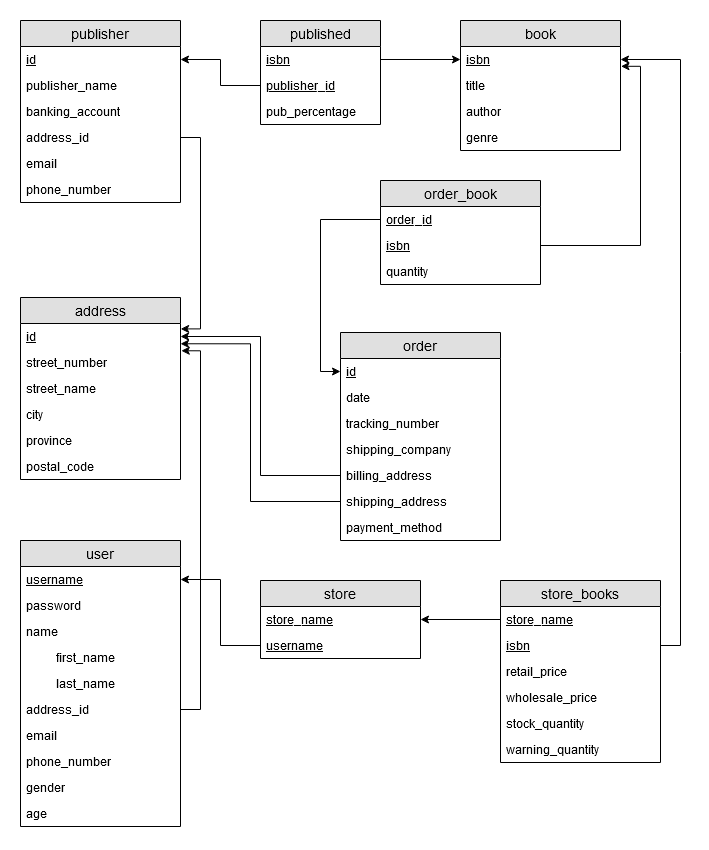 publisher
id
publisher_name
banking_account
address_id
email
phone_number
published
isbn
publisher_id
pub_percentage
book
isbn
title
author
genre
order_book
order_id
isbn
quantity
address
id
street_number
street_name
city
province
postal_code
order
id
date
tracking_number
shipping_company
billing_address
shipping_address
payment_method
user
username
password
name
first_name
last_name
address_id
email
phone_number
gender
age
store
store_name
username
store_books
store_name
isbn
retail_price
wholesale_price
stock_quantity
warning_quantity